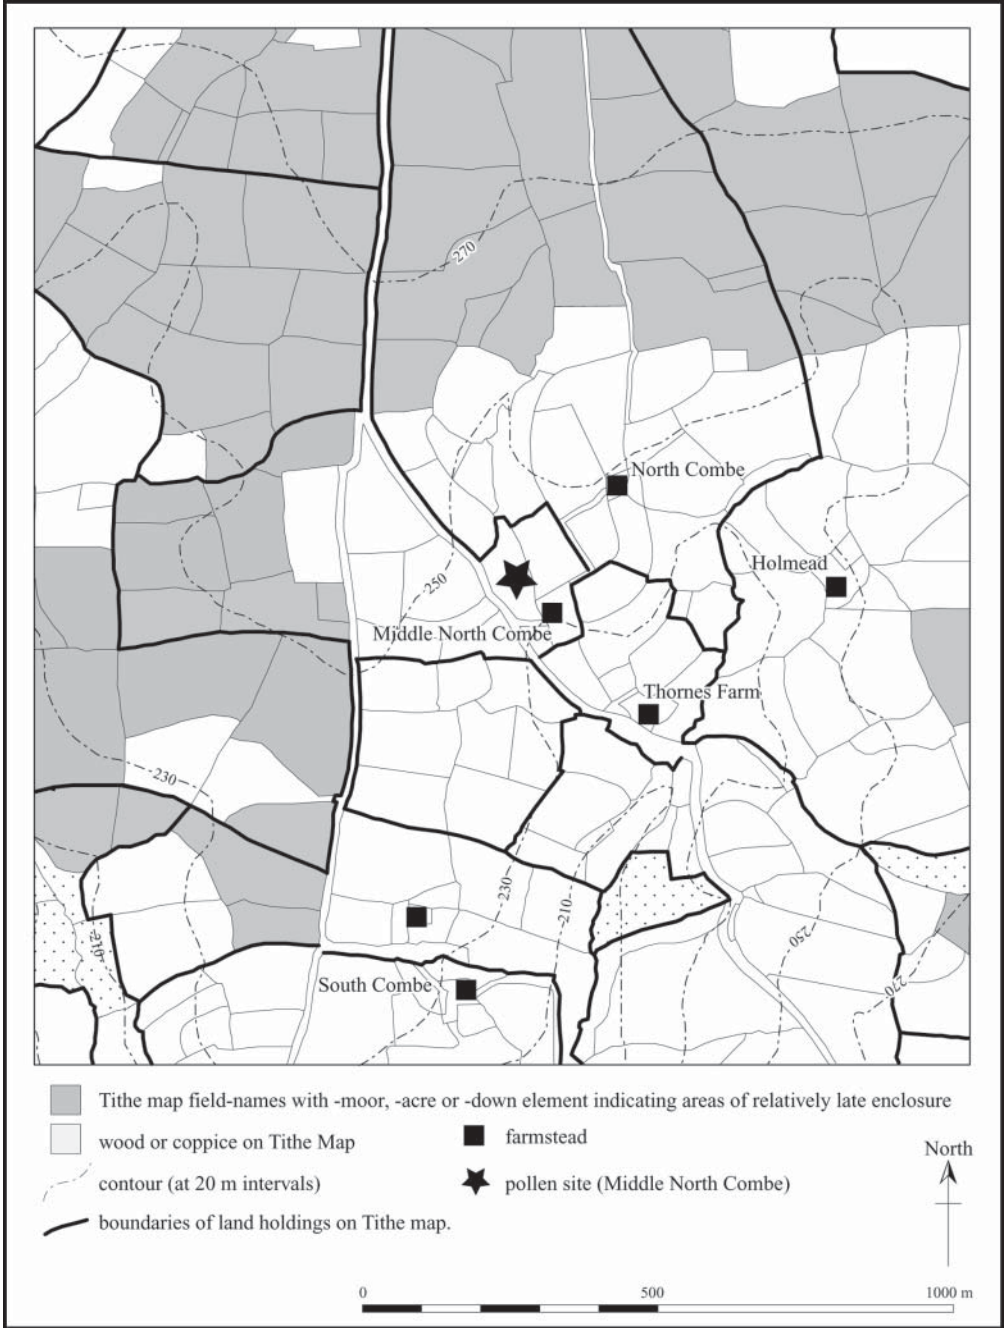 270
North Combe
Holmead
250
Middle North Combe
Thornes Farm
230
230
210
250
210
270
South Combe
Tithe map field-names with -moor, -acre or -down element indicating areas of relatively late enclosure
wood or coppice on Tithe Map
farmstead
North
contour (at 20 m intervals)
pollen site (Middle North Combe)
boundaries of land holdings on Tithe map.
0 500 1000 m